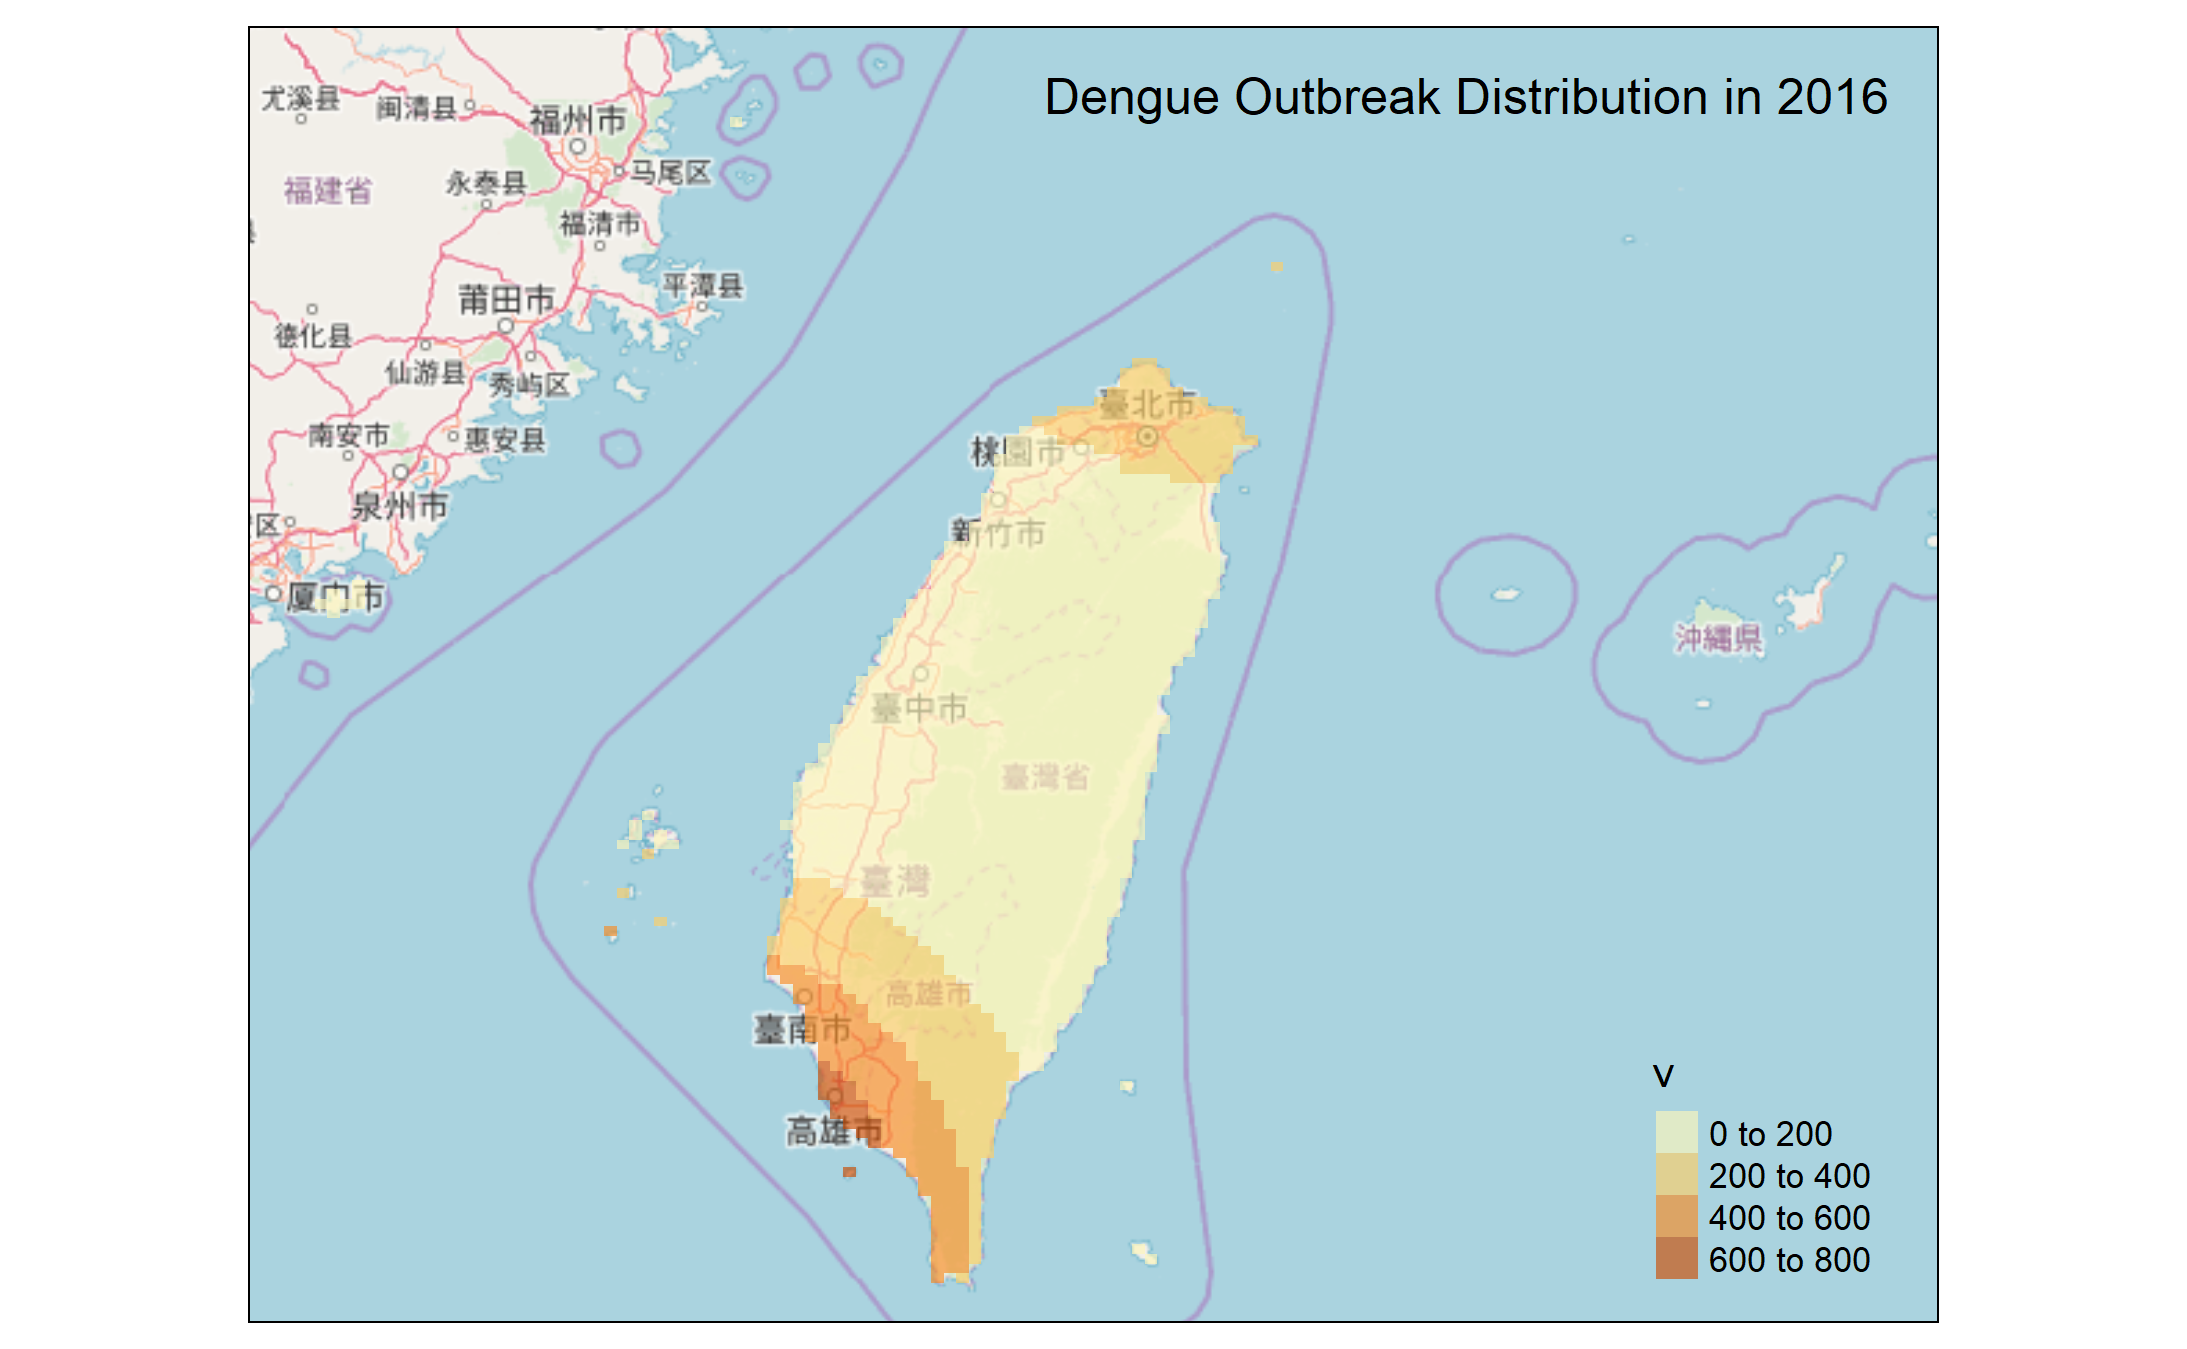 Dengue Outbreak Distribution in 2016
尤溪县
闽清县
福州市
马尾区
永泰县
福建省
福清市
平潭县
莆田市
德化县
仙游县
秀屿区
南安市
惠安县
泉州市
区
厦门市
臺北市
桃園市
新竹市
臺中市
臺灣省
臺灣
高雄市
臺南市
高雄市
沖縄県
v
0 to 200
200 to 400
400 to 600
600 to 800